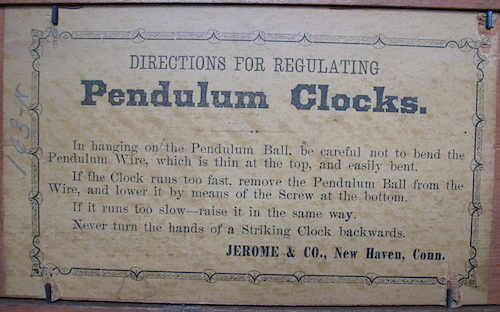 DIRECTIONS FOR REGULATING
Pendulum Clocks.
In hanging on the Pendulum Ball, be careful not to bend the
Pendulum Wire, which is thin at the top, and easily bent.
If the Clock runs too fast, remove the Pendulum Ball from the
Wire, and lower it by means of the Screw at the bottom.
If it runs too slow—raise it in the same way.
Never turn the hands of a Striking Clock backwards.
JEROME & CO., New Haven, Conn.